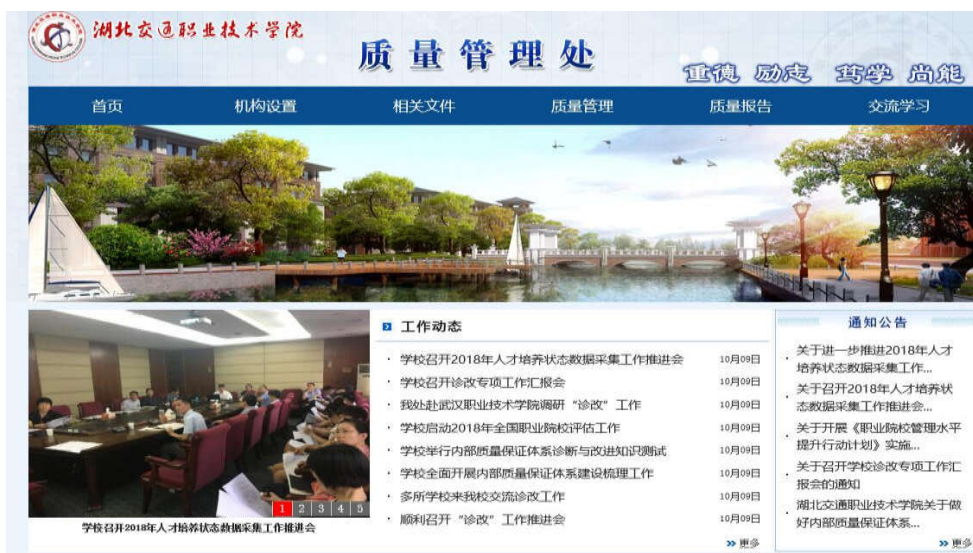 湖北交通职业技术学院
质量管理处
重德 励志 笃学 尚能
首页 机构设置 相关文件 质量管理 质量报告 交流学习
1 2 3 4 5
学校召开2018年人才培养状态数据采集工作推进会
工作动态
· 学校召开2018年人才培养状态数据采集工作推进会 10月09日
· 学校召开诊改专项工作汇报会 10月09日
· 我处赴武汉职业技术学院调研“诊改”工作 10月09日
· 学校启动2018年全国职业院校评估工作 10月09日
· 学校举行内部质量保证体系诊断与改进知识测试 10月09日
· 学校全面开展内部质量保证体系建设梳理工作 10月09日
· 多所学校来我校交流诊改工作 10月09日
· 顺利召开“诊改”工作推进会 10月09日
» 更多
通知公告
· 关于进一步推进2018年人才
培养状态数据采集工作...
· 关于召开2018年人才培养状
态数据采集工作推进会...
· 关于开展《职业院校管理水平
提升行动计划》实施...
· 关于召开学校诊改专项工作汇
报会的通知
· 湖北交通职业技术学院关于做
好内部质量保证体系...
» 更多